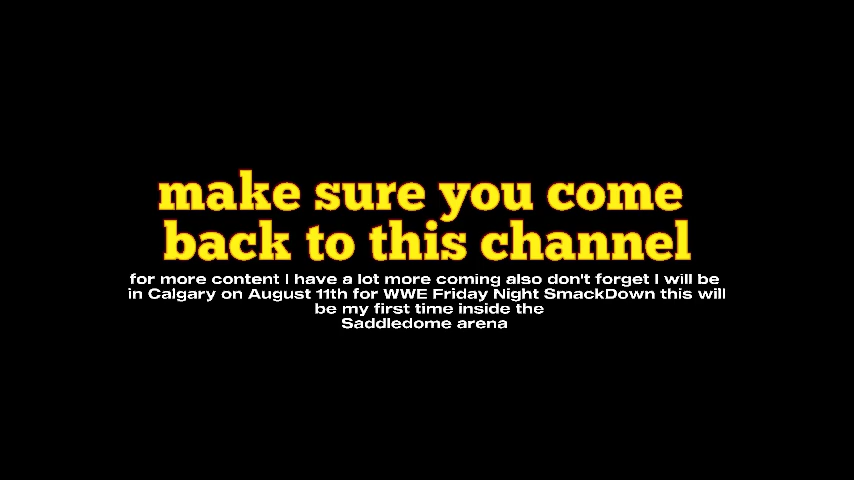 make sure you come
back to this channel
for more content I have a lot more coming also don't forget I will be
in Calgary on August 11th for WWE Friday Night SmackDown this will
be my first time inside the
Saddledome arena